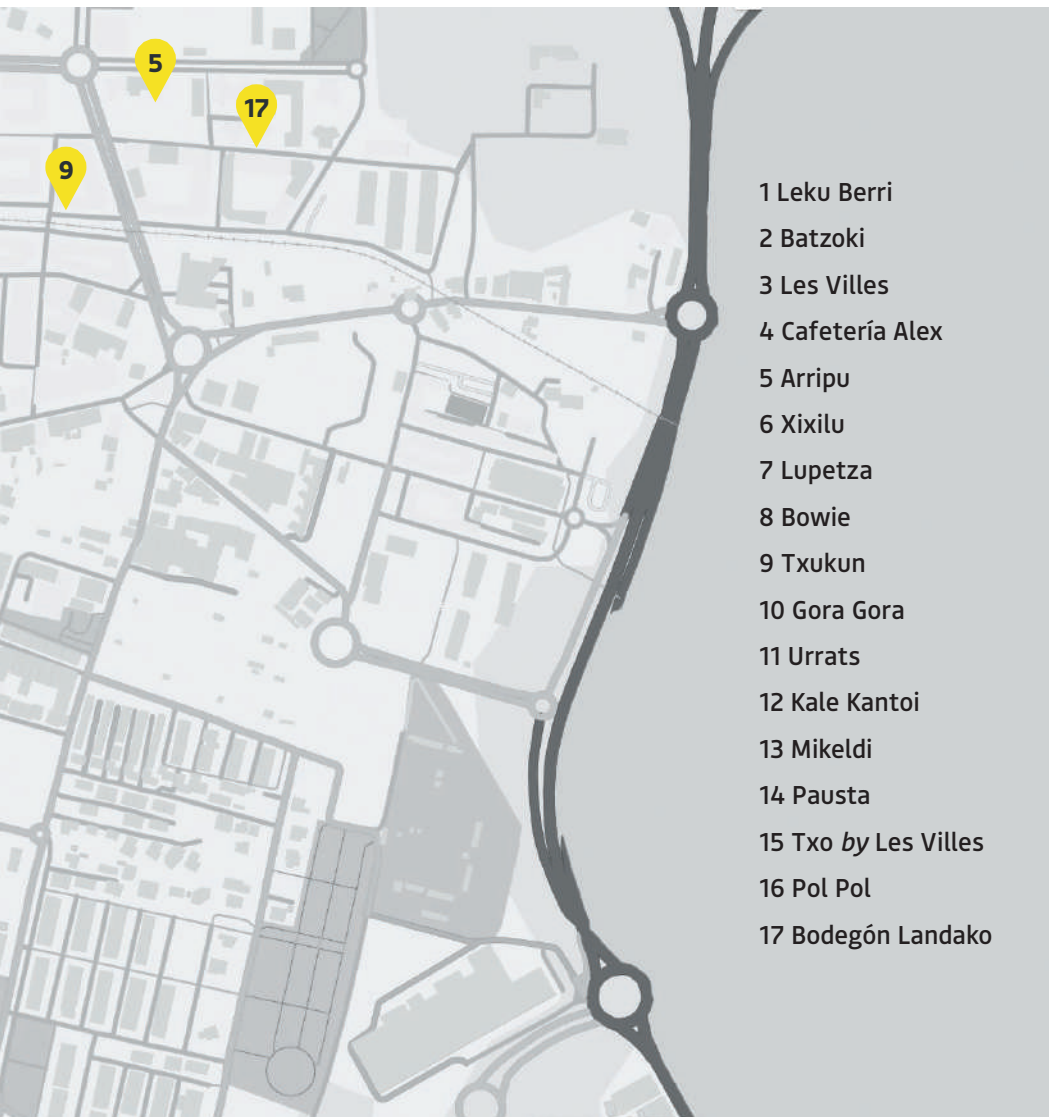 5
17
9
1 Leku Berri
2 Batzoki
3 Les Villes
4 Cafetería Alex
5 Arripu
6 Xixilu
7 Lupetza
8 Bowie
9 Txukun
10 Gora Gora
11 Urrats
12 Kale Kantoi
13 Mikeldi
14 Pausta
15 Txo by Les Villes
16 Pol Pol
17 Bodegón Landako